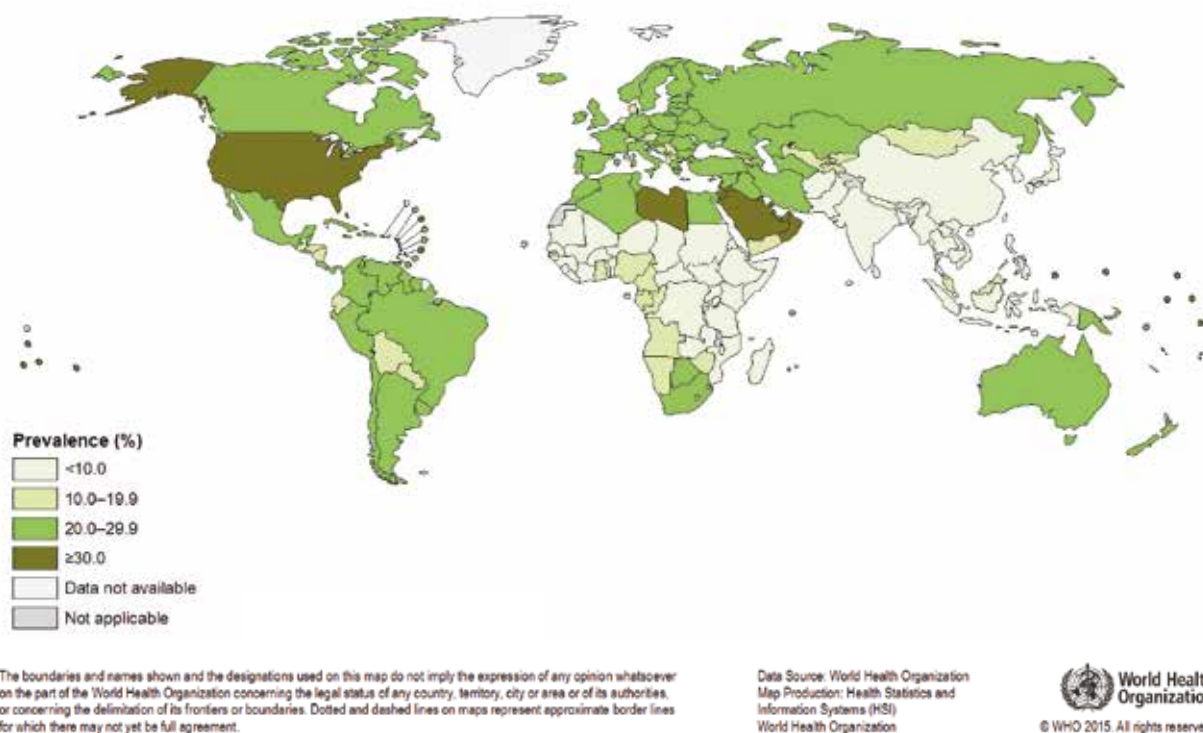 Prevalence (%)
<10.0
10.0–19.9
20.0–29.9
≥30.0
Data not available
Not applicable
The boundaries and names shown and the designations used on this map do not imply the expression of any opinion whatsoever
on the part of the World Health Organization concerning the legal status of any country, territory, city or area or of its authorities,
or concerning the delimitation of its frontiers or boundaries. Dotted and dashed lines on maps represent approximate border lines
for which there may not yet be full agreement.
Data Source: World Health Organization
Map Production: Health Statistics and
Information Systems (HSI)
World Health Organization
World Healt
Organization
© WHO 2015. All rights reserve